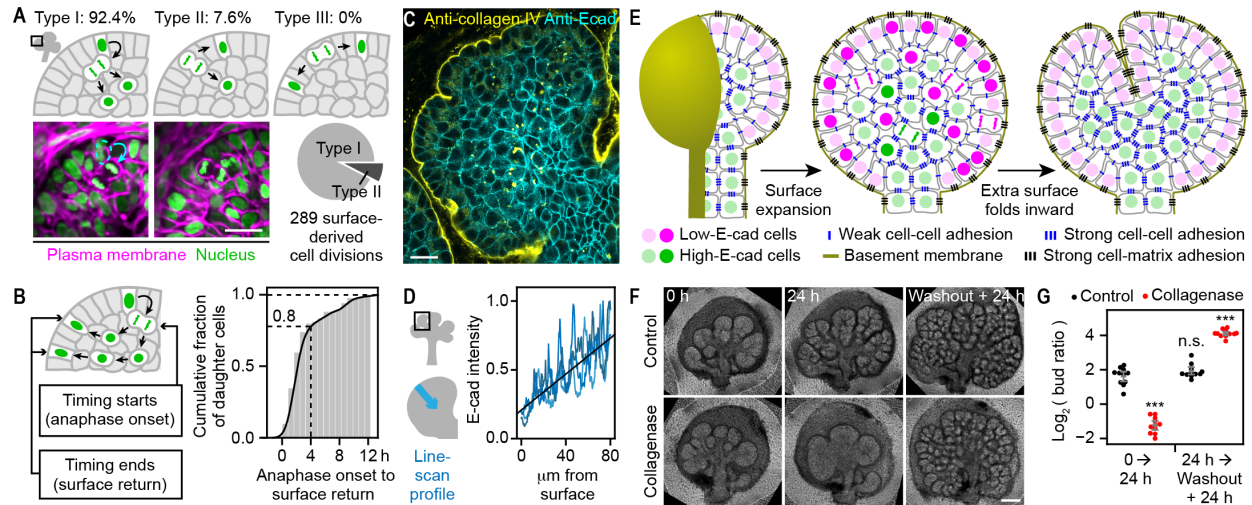 A
Type I: 92.4%
Type II: 7.6%
Type III: 0%
Type I
Type II
289 surface-
derived
cell divisions
Plasma membrane Nucleus
B
Timing starts
(anaphase onset)
Timing ends
(surface return)
Cumulative fraction
of daughter cells
1.0
0.5
0.0
0.8
0 4 8 12 h
Anaphase onset to
surface return
C
Anti-collagen IV Anti-Ecad
D
Line-
scan
profile
E-cad intensity
1.0
0.5
0.0
0 40 80
μm from
surface
E
Surface
expansion
Extra surface
folds inward
Low-E-cad cells
High-E-cad cells
Weak cell-cell adhesion
Basement membrane
Strong cell-cell adhesion
Strong cell-matrix adhesion
F
0 h
24 h
Washout + 24 h
Control
Collagenase
G
Control Collagenase
Log2 ( bud ratio )
4
2
0
−2
***
n.s.
***
0 →
24 h
24 h →
Washout
+ 24 h